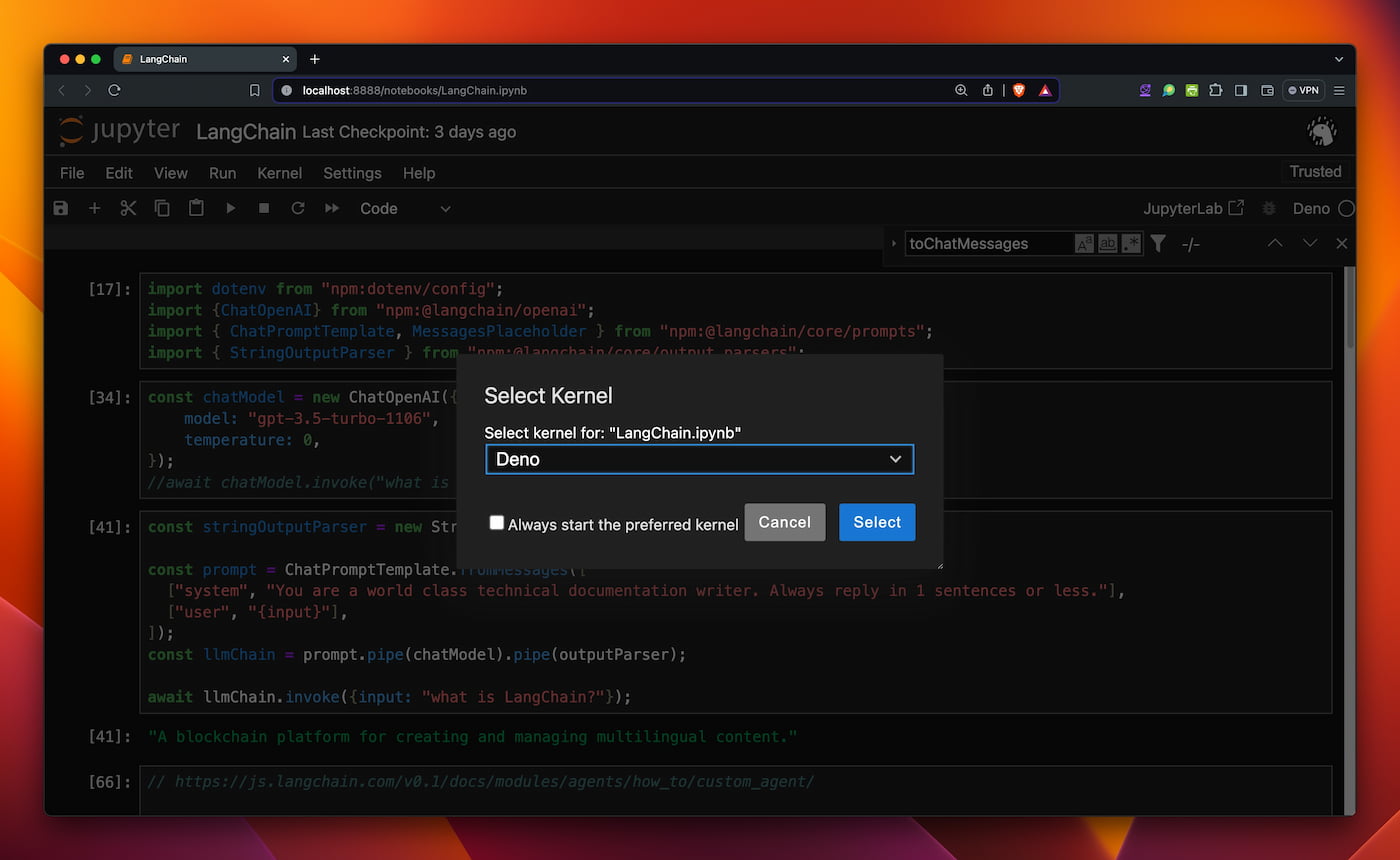 LangChain
localhost:8888/notebooks/LangChain.ipynb
VPN
jupyter LangChain Last Checkpoint: 3 days ago
File Edit View Run Kernel Settings Help
Trusted
Code
JupyterLab
Deno
toChatMessages
Aa
ab
.*
-/-
[17]:
import dotenv from "npm:dotenv/config";
import {ChatOpenAI} from "npm:@langchain/openai";
import { ChatPromptTemplate, MessagesPlaceholder } from "npm:@langchain/core/prompts";
import { StringOutputParser } from "npm:@langchain/core/output_parsers";
[34]:
const chatModel = new ChatOpenAI({
model: "gpt-3.5-turbo-1106",
temperature: 0,
});
//await chatModel.invoke("what is
Select Kernel
Select kernel for: "LangChain.ipynb"
Deno
Always start the preferred kernel
Cancel
Select
[41]:
const stringOutputParser = new Str
const prompt = ChatPromptTemplate.fromMessages([
["system", "You are a world class technical documentation writer. Always reply in 1 sentences or less."],
["user", "{input}"],
]);
const llmChain = prompt.pipe(chatModel).pipe(outputParser);
await llmChain.invoke({input: "what is LangChain?"});
[41]: "A blockchain platform for creating and managing multilingual content."
[66]: // https://js.langchain.com/v0.1/docs/modules/agents/how_to/custom_agent/